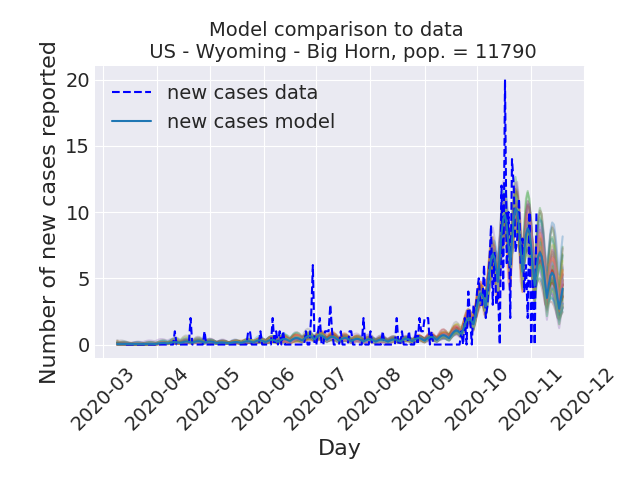 Model comparison to data
US - Wyoming - Big Horn, pop. = 11790
Number of new cases reported
20
15
10
5
0
new cases data
new cases model
2020-03
2020-04
2020-05
2020-06
2020-07
2020-08
2020-09
2020-10
2020-11
2020-12
Day